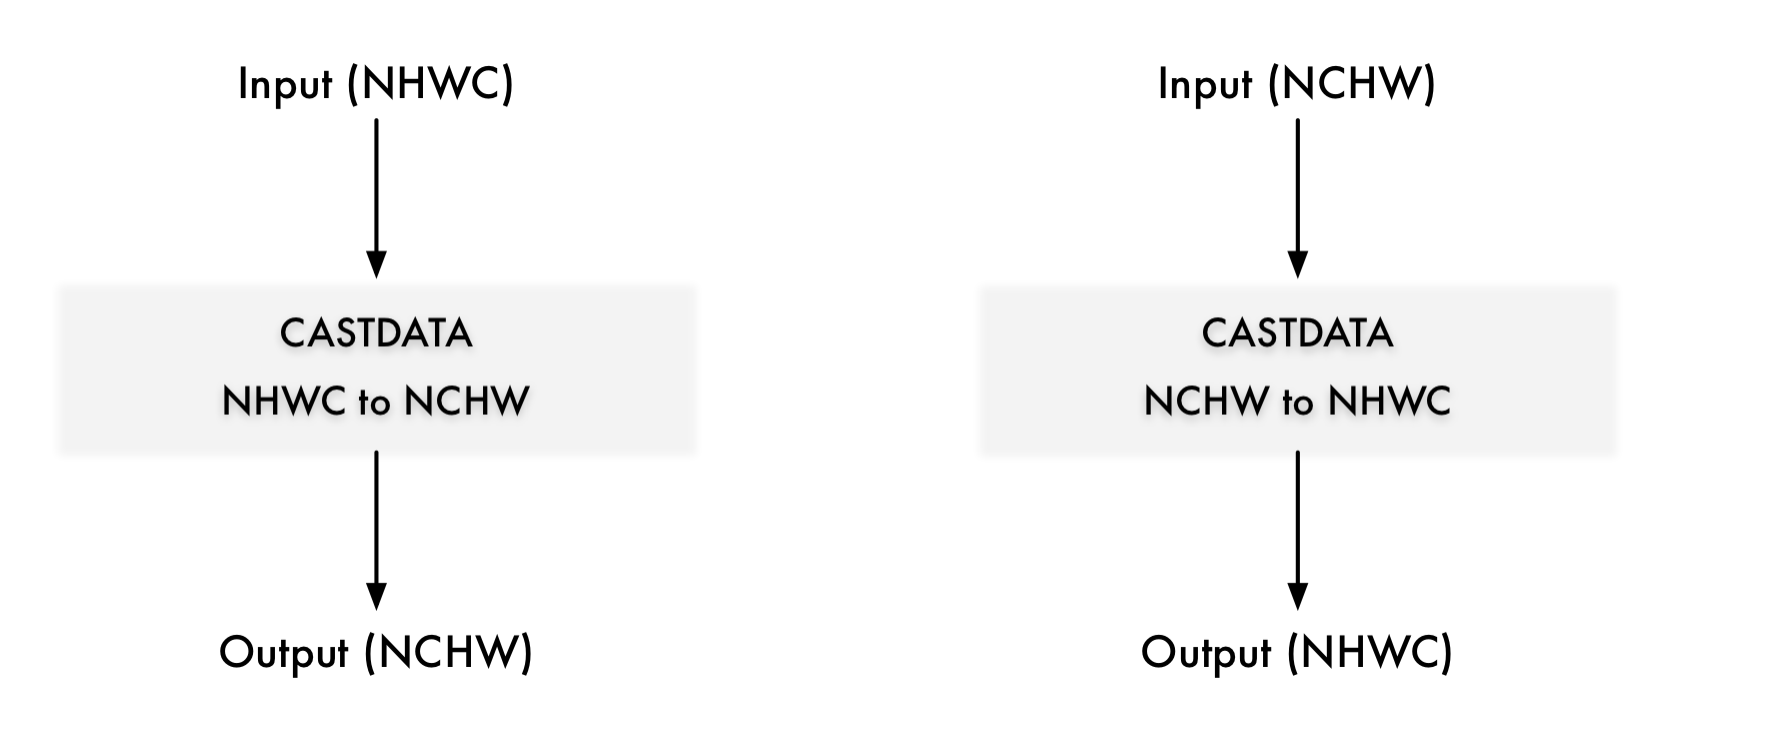 Input (NHWC)
CASTDATA
NHWC to NCHW
Output (NCHW)
Input (NCHW)
CASTDATA
NCHW to NHWC
Output (NHWC)